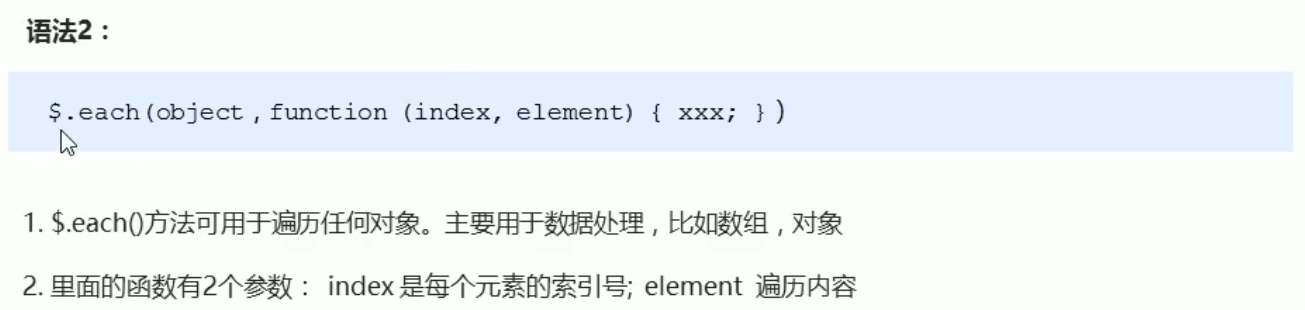 语法2：
$.each(object，function (index, element) { xxx; })
1. $.each()方法可用于遍历任何对象。主要用于数据处理，比如数组，对象
2. 里面的函数有2个参数： index 是每个元素的索引号; element 遍历内容